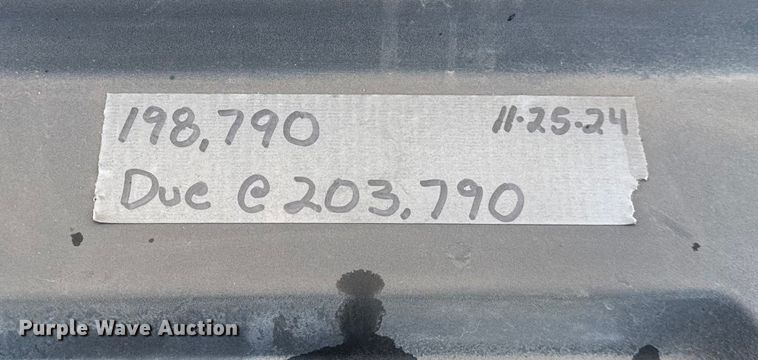 198,790 11-25-24
Due @ 203,790
Purple Wave Auction